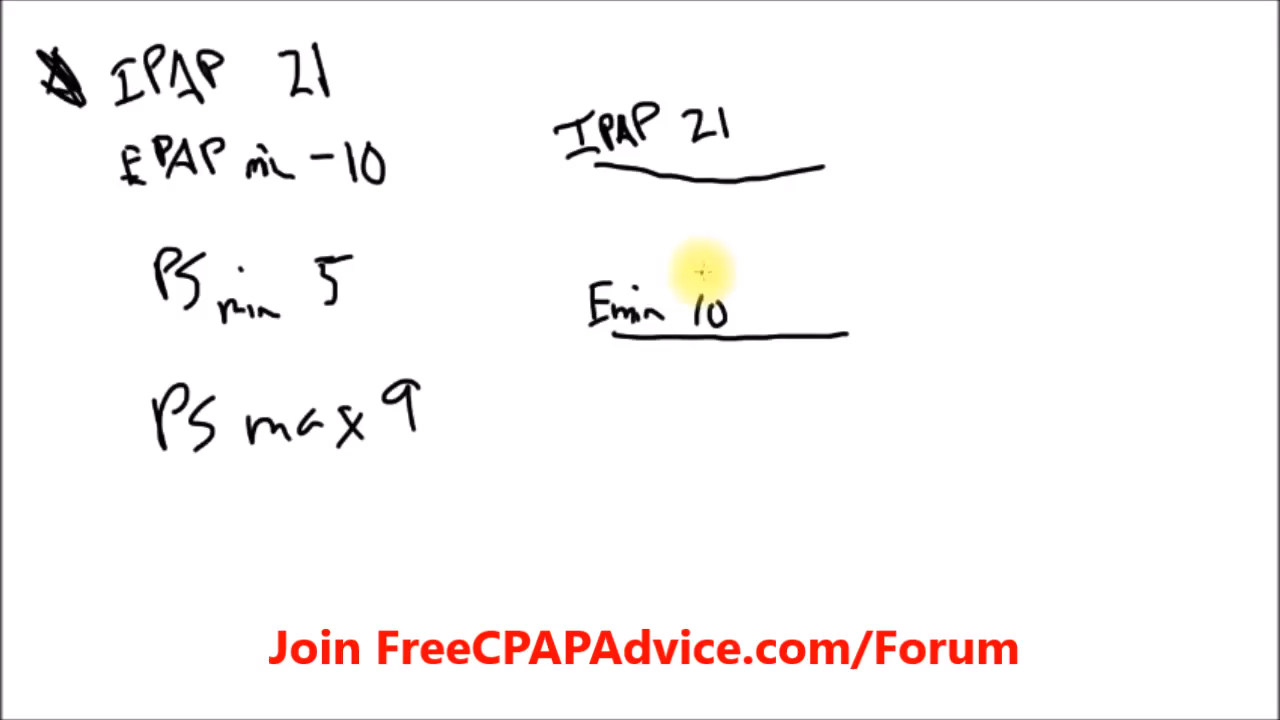 IPAP 21
EPAP min - 10
PS min 5
PS max 9
IPAP 21
Emin 10
Join FreeCPAPAdvice.com/Forum